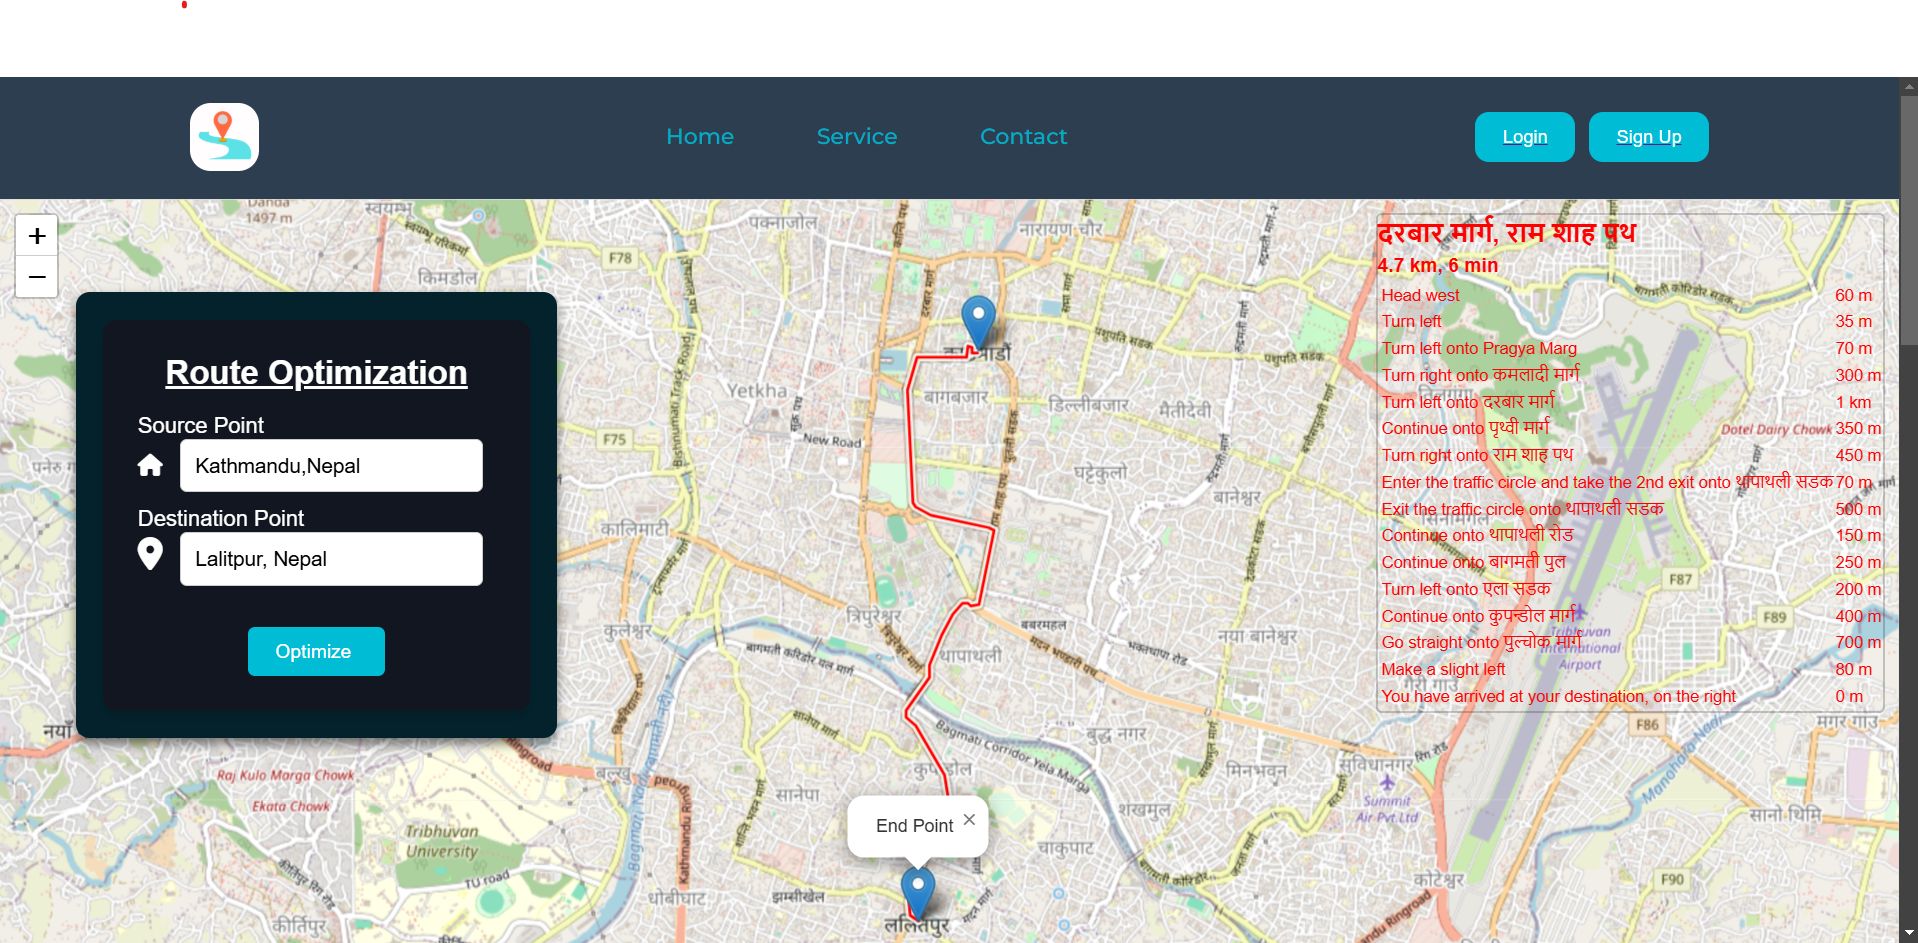 Home Service Contact
Login Sign Up
+
−
Route Optimization
Source Point
Kathmandu,Nepal
Destination Point
Lalitpur, Nepal
Optimize
दरबार मार्ग, राम शाह पथ
4.7 km, 6 min
Head west 60 m
Turn left 35 m
Turn left onto Pragya Marg 70 m
Turn right onto कमलादी मार्ग 300 m
Turn left onto दरबार मार्ग 1 km
Continue onto पृथ्वी मार्ग 350 m
Turn right onto राम शाह पथ 450 m
Enter the traffic circle and take the 2nd exit onto थापाथली सडक 70 m
Exit the traffic circle onto थापाथली सडक 500 m
Continue onto थापाथली रोड 150 m
Continue onto बागमती पुल 250 m
Turn left onto एला सडक 200 m
Continue onto कुपन्डोल मार्ग 400 m
Go straight onto पुल्चोक मार्ग 700 m
Make a slight left 80 m
You have arrived at your destination, on the right 0 m
Danda
1497 m
स्वयम्भु
पक्नाजोल
नारायण चौर
किमडोल
F78
Yetkha
बागबजार
डिल्लीबजार
मैतीदेवी
F75
New Road
घट्टेकुलो
बानेश्वर
Dotel Dairy Chowk
कालिमाटी
त्रिपुरेश्वर
कुलेश्वर
बबरमहल
नयाँ बानेश्वर
थापाथली
F87
F89
Tribhuvan
International
Airport
F86
Bagmati Corridor Yela Marga
बुद्ध नगर
Raj Kulo Marga Chowk
Ekata Chowk
बल्खु
सानेपा
मिनभवन
सुविधानगर
Summit
Air Pvt.Ltd
शंखमुल
सानो थिमि
Tribhuvan
University
TU road
End Point ×
चाकुपाट
कोटेश्वर
F90
धोबीघाट
झम्सीखेल
ललितपुर
कीर्तिपुर
Bishnumati Track Road
Kathmandu Ring
Ringroad